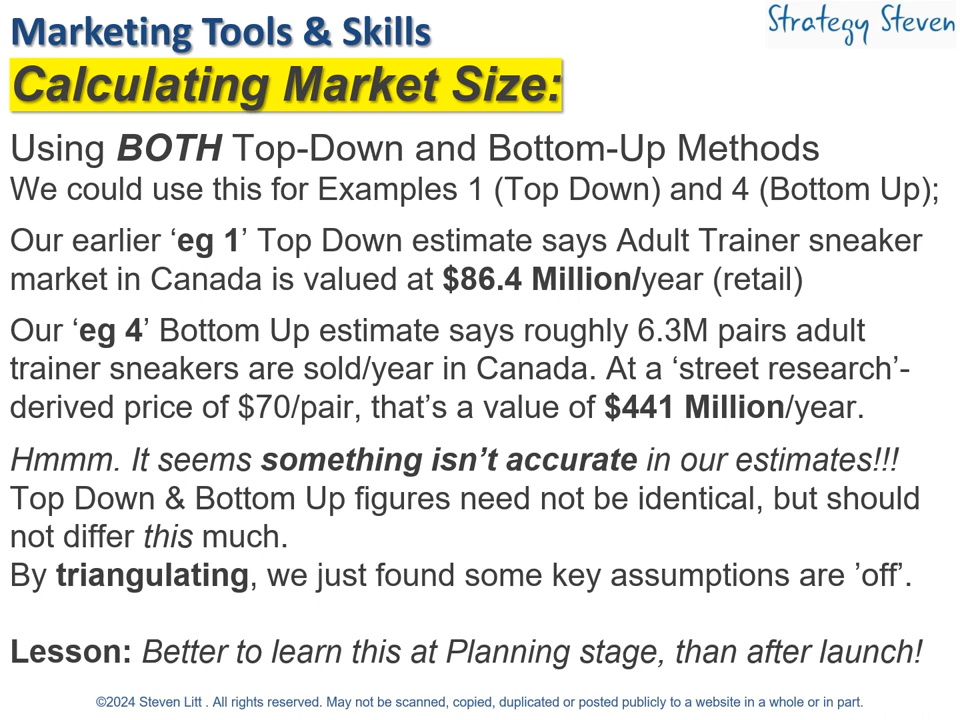 Marketing Tools & Skills
Strategy Steven
Calculating Market Size:
Using BOTH Top-Down and Bottom-Up Methods
We could use this for Examples 1 (Top Down) and 4 (Bottom Up);
Our earlier ‘eg 1’ Top Down estimate says Adult Trainer sneaker
market in Canada is valued at $86.4 Million/year (retail)
Our ‘eg 4’ Bottom Up estimate says roughly 6.3M pairs adult
trainer sneakers are sold/year in Canada. At a ‘street research’-
derived price of $70/pair, that’s a value of $441 Million/year.
Hmmm. It seems something isn’t accurate in our estimates!!!
Top Down & Bottom Up figures need not be identical, but should
not differ this much.
By triangulating, we just found some key assumptions are ’off’.
Lesson: Better to learn this at Planning stage, than after launch!
©2024 Steven Litt . All rights reserved. May not be scanned, copied, duplicated or posted publicly to a website in a whole or in part.